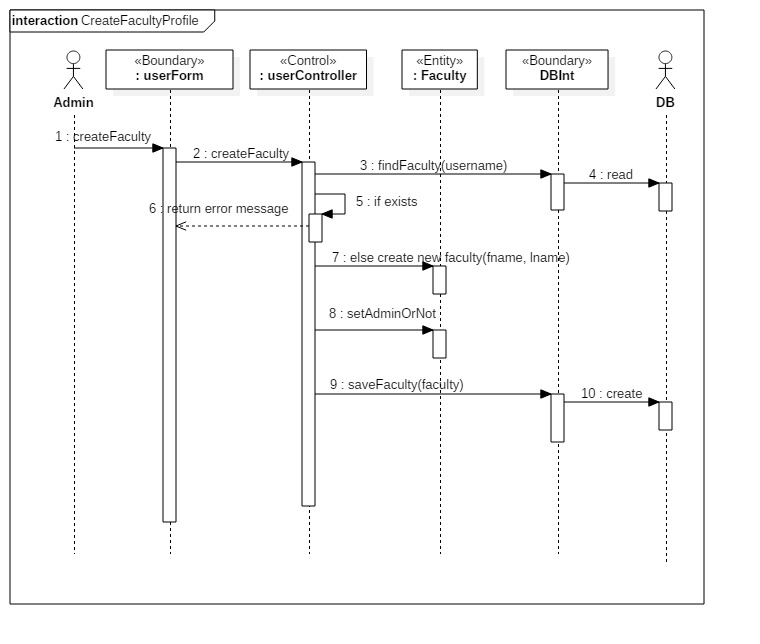 interaction CreateFacultyProfile
«Boundary»
: userForm
«Control»
: userController
«Entity»
: Faculty
«Boundary»
DBInt
Admin
DB
1 : createFaculty
2 : createFaculty
3 : findFaculty(username)
4 : read
5 : if exists
6 : return error message
7 : else create new faculty(fname, lname)
8 : setAdminOrNot
9 : saveFaculty(faculty)
10 : create